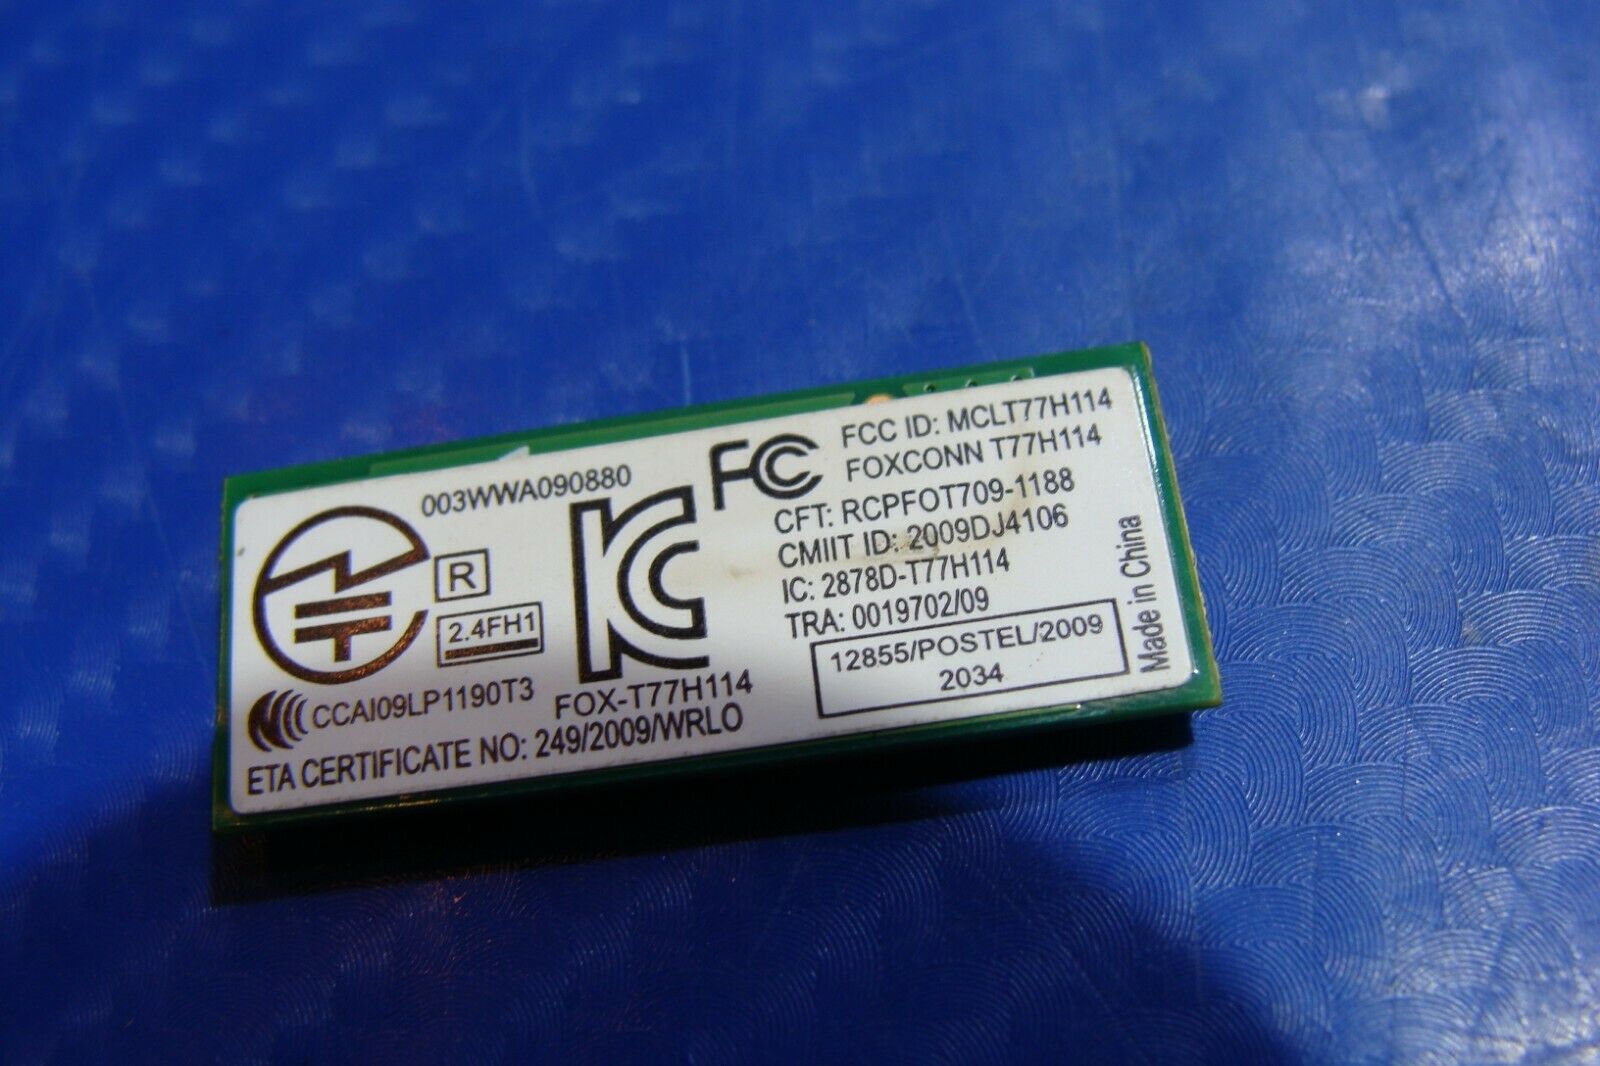 003WWA090880
R
2.4FH1
CCAI09LP1190T3
FOX-T77H114
ETA CERTIFICATE NO: 249/2009/WRLO
FC
FCC ID: MCLT77H114
FOXCONN T77H114
CFT: RCPFOT709-1188
CMIIT ID: 2009DJ4106
IC: 2878D-T77H114
TRA: 0019702/09
12855/POSTEL/2009
2034
Made in China